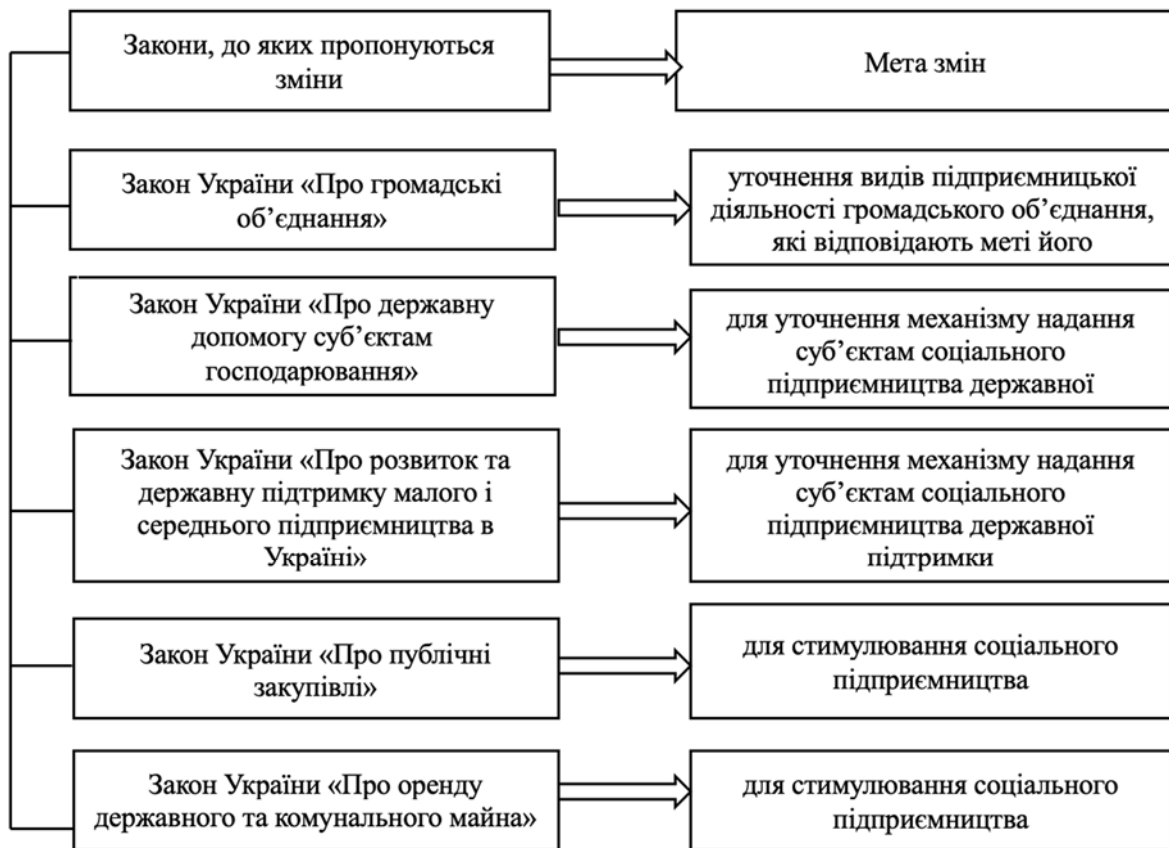 Закони, до яких пропонуються
зміни
Мета змін
Закон України «Про громадські
об’єднання»
уточнення видів підприємницької
діяльності громадського об’єднання,
які відповідають меті його
Закон України «Про державну
допомогу суб’єктам
господарювання»
для уточнення механізму надання
суб’єктам соціального
підприємництва державної
Закон України «Про розвиток та
державну підтримку малого і
середнього підприємництва в
Україні»
для уточнення механізму надання
суб’єктам соціального
підприємництва державної
підтримки
Закон України «Про публічні
закупівлі»
для стимулювання соціального
підприємництва
Закон України «Про оренду
державного та комунального майна»
для стимулювання соціального
підприємництва